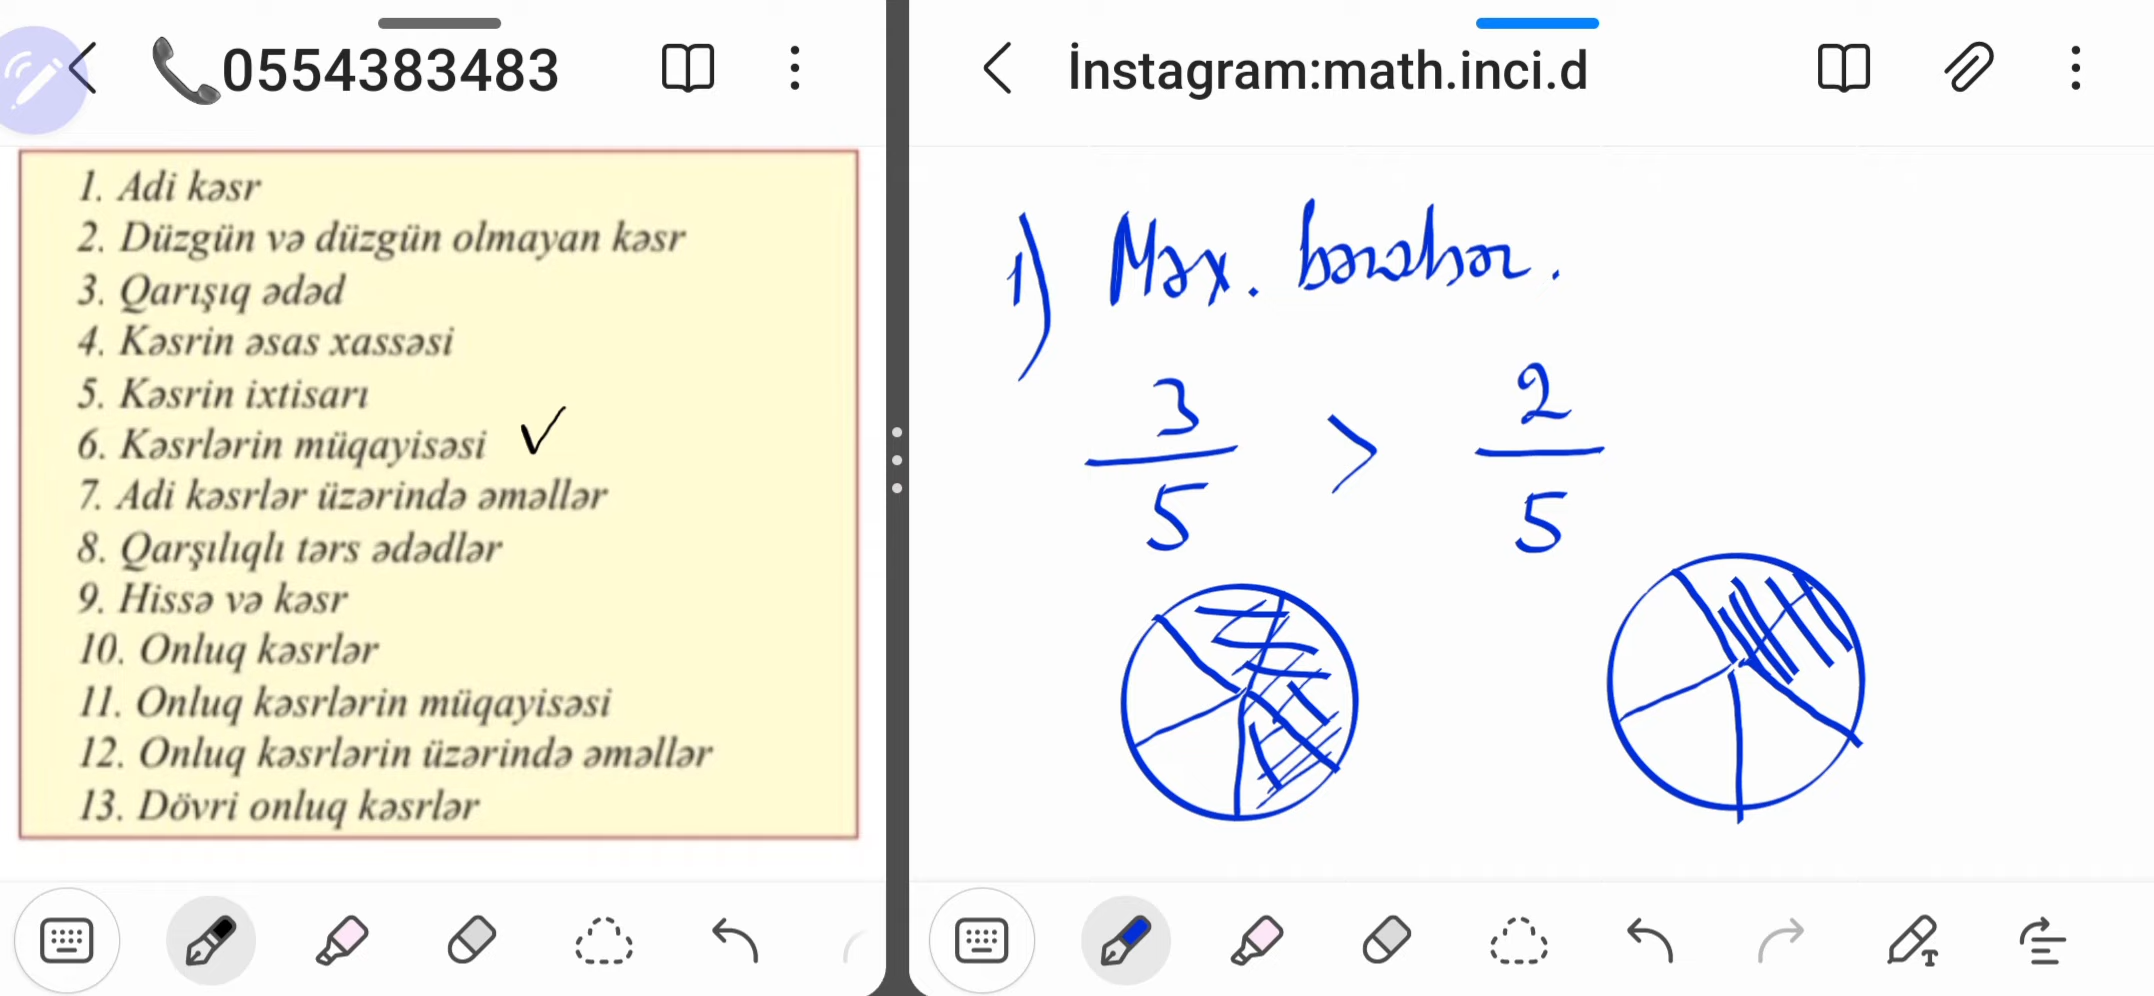 0554383483
1. Adi kəsr
2. Düzgün və düzgün olmayan kəsr
3. Qarışıq ədəd
4. Kəsrin əsas xassəsi
5. Kəsrin ixtisarı
6. Kəsrlərin müqayisəsi ✓
7. Adi kəsrlər üzərində əməllər
8. Qarşılıqlı tərs ədədlər
9. Hissə və kəsr
10. Onluq kəsrlər
11. Onluq kəsrlərin müqayisəsi
12. Onluq kəsrlərin üzərində əməllər
13. Dövri onluq kəsrlər
İnstagram:math.inci.d
1) Məx. bərabər.
3/5 > 2/5